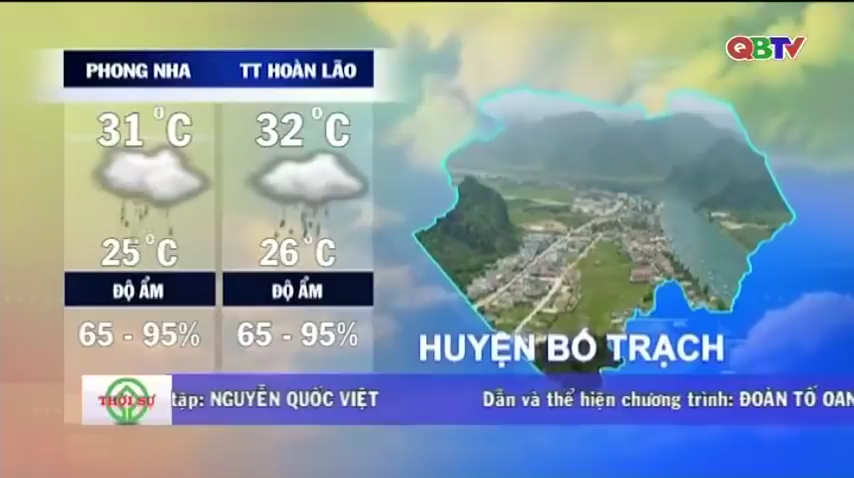 QBTV
PHONG NHA
TT HOÀN LÃO
31°C
32°C
25°C
26°C
ĐỘ ẨM
ĐỘ ẨM
65 - 95%
65 - 95%
HUYỆN BỐ TRẠCH
THỜI SỰ
tập: NGUYỄN QUỐC VIỆT
Dẫn và thể hiện chương trình: ĐOÀN TỐ OAN